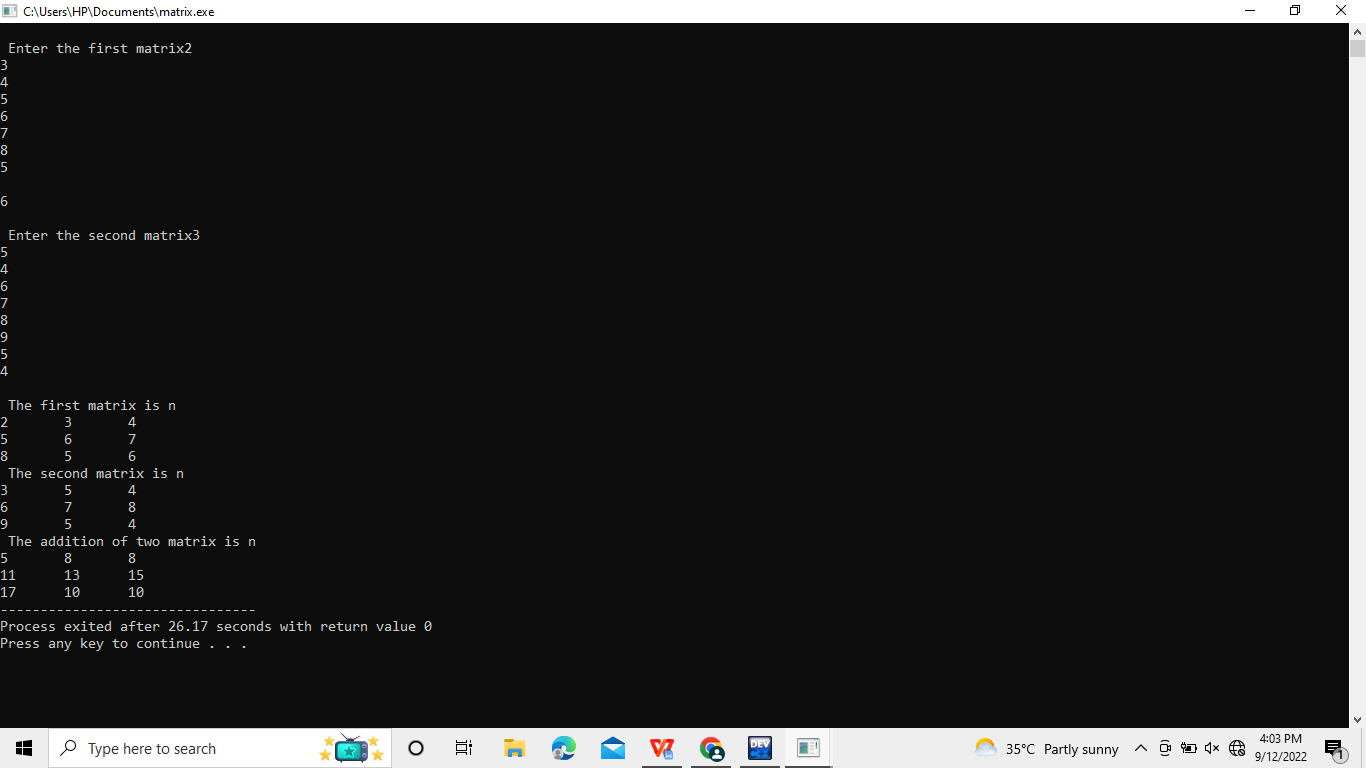 C:\Users\HP\Documents\matrix.exe
Enter the first matrix2
3
4
5
6
7
8
5
6
Enter the second matrix3
5
4
6
7
8
9
5
4
The first matrix is n
2 3 4
5 6 7
8 5 6
The second matrix is n
3 5 4
6 7 8
9 5 4
The addition of two matrix is n
5 8 8
11 13 15
17 10 10
--------------------------------
Process exited after 26.17 seconds with return value 0
Press any key to continue . . .
Type here to search
DEV
35°C Partly sunny
4:03 PM
9/12/2022
1